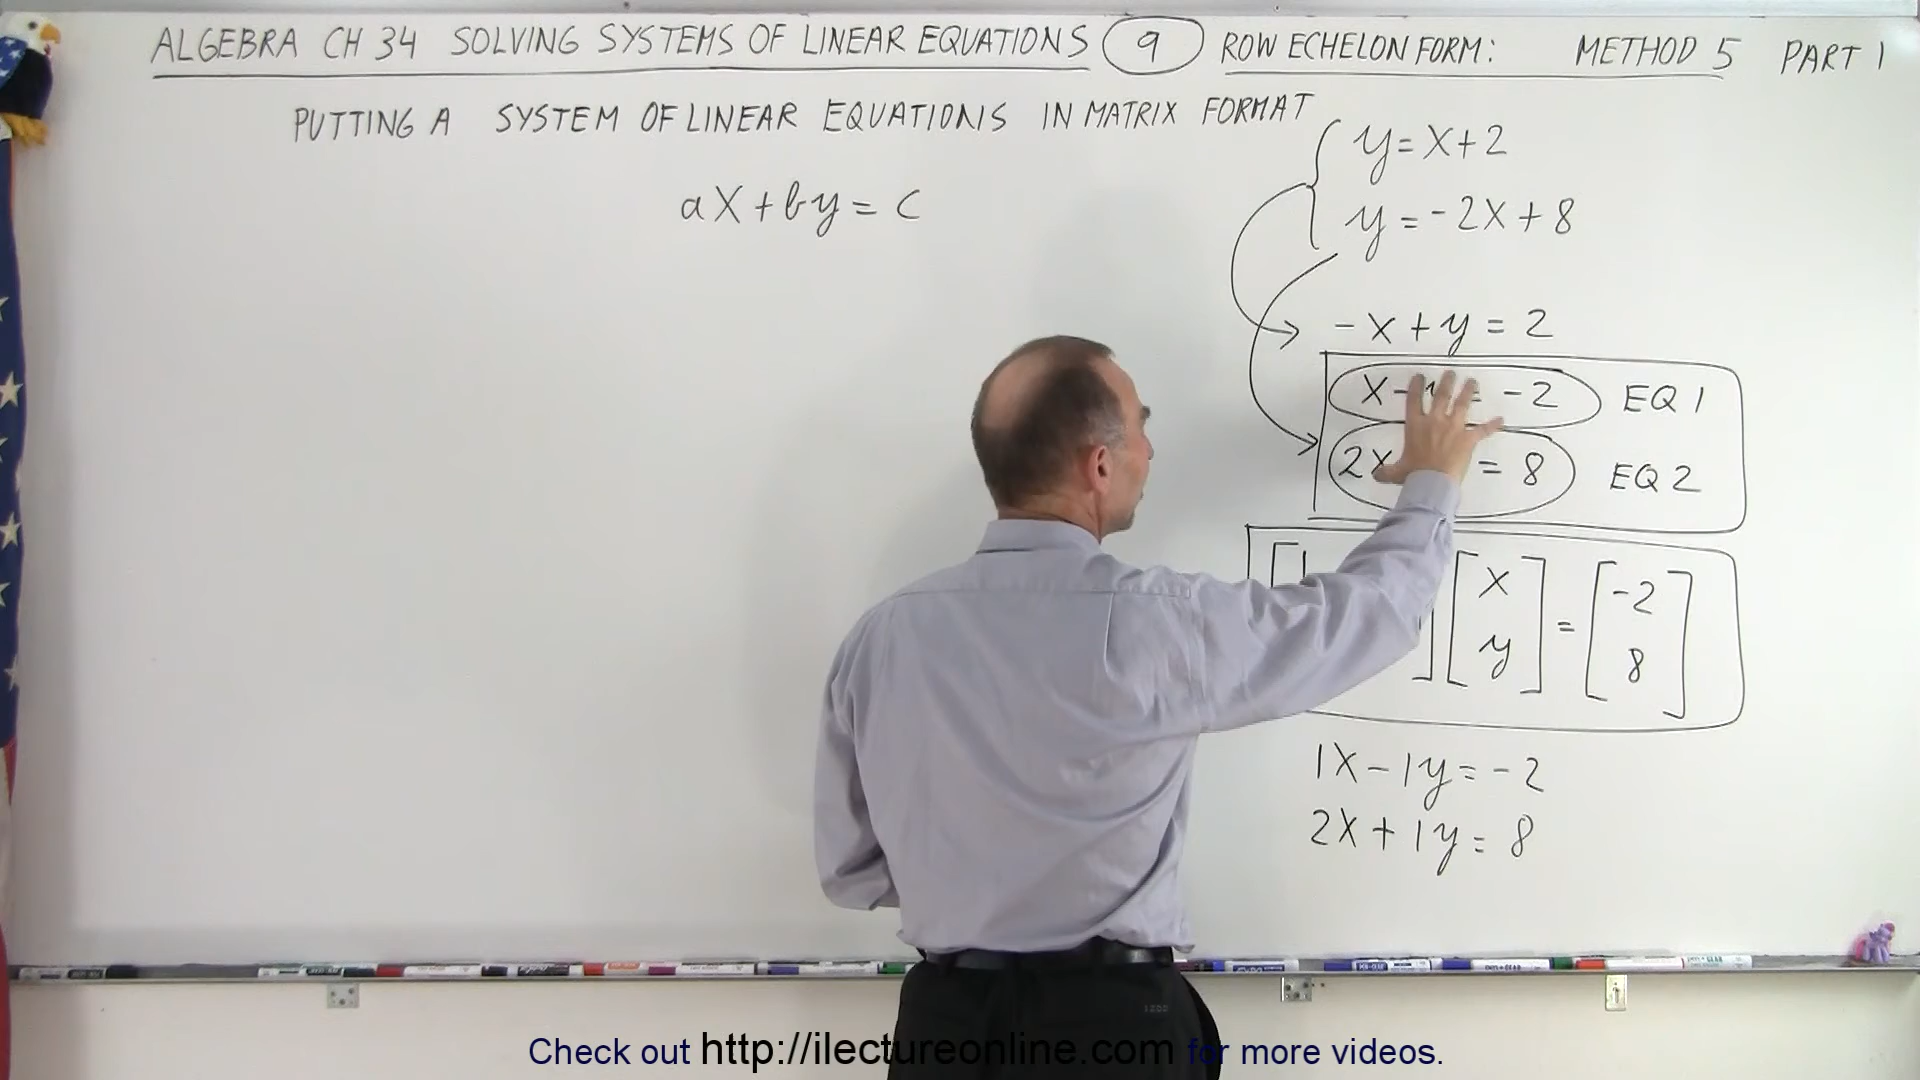 ALGEBRA CH 34 SOLVING SYSTEMS OF LINEAR EQUATIONS 9 ROW ECHELON FORM: METHOD 5 PART 1
PUTTING A SYSTEM OF LINEAR EQUATIONS IN MATRIX FORMAT
y = x + 2
ax + by = c
y = -2x + 8
-x + y = 2
x - = -2 EQ 1
2x = 8 EQ 2
[1 ] [x] = [-2]
[y] [8]
1x - 1y = -2
2x + 1y = 8
Check out http://ilectureonline.com for more videos.